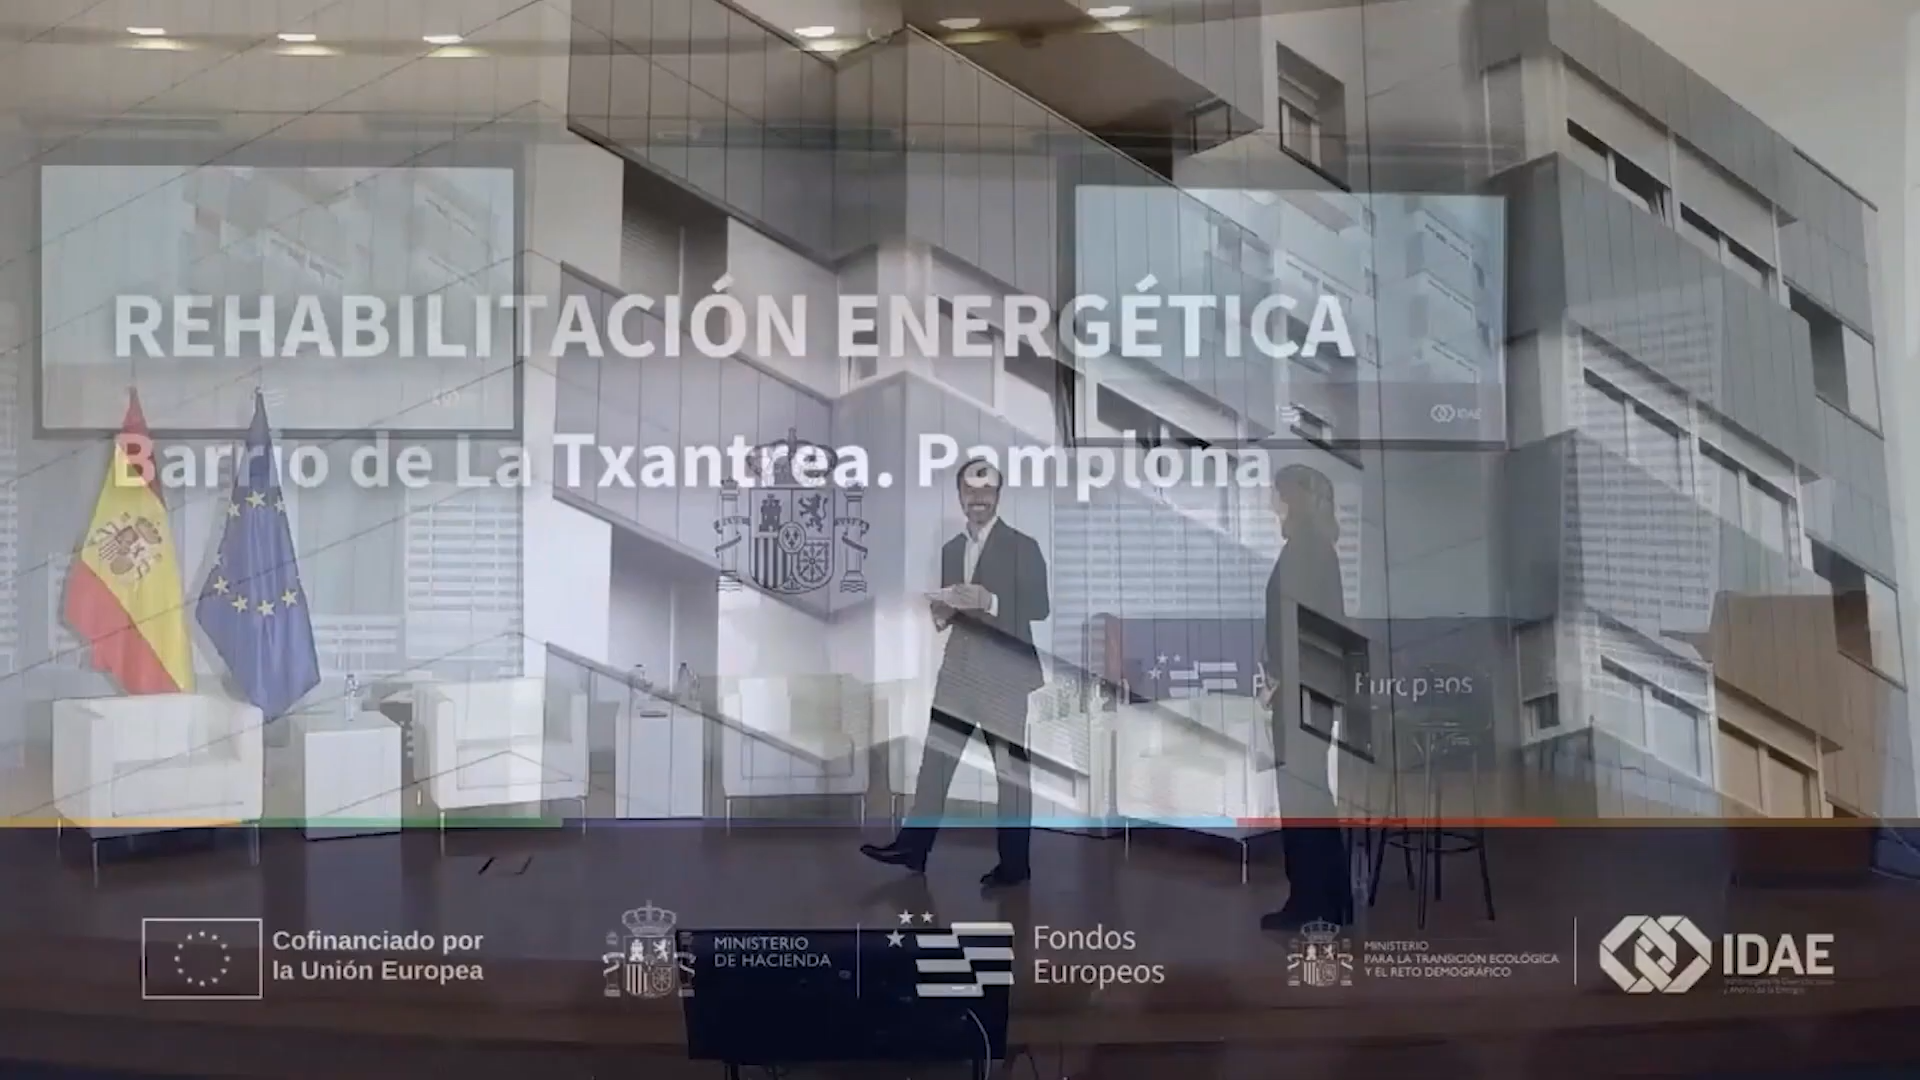 REHABILITACIÓN ENERGÉTICA
Barrio de La Txantrea. Pamplona
IDAE
Europeos
Cofinanciado por
la Unión Europea
MINISTERIO
DE HACIENDA
Fondos
Europeos
MINISTERIO
PARA LA TRANSICIÓN ECOLÓGICA
Y EL RETO DEMOGRÁFICO
IDAE